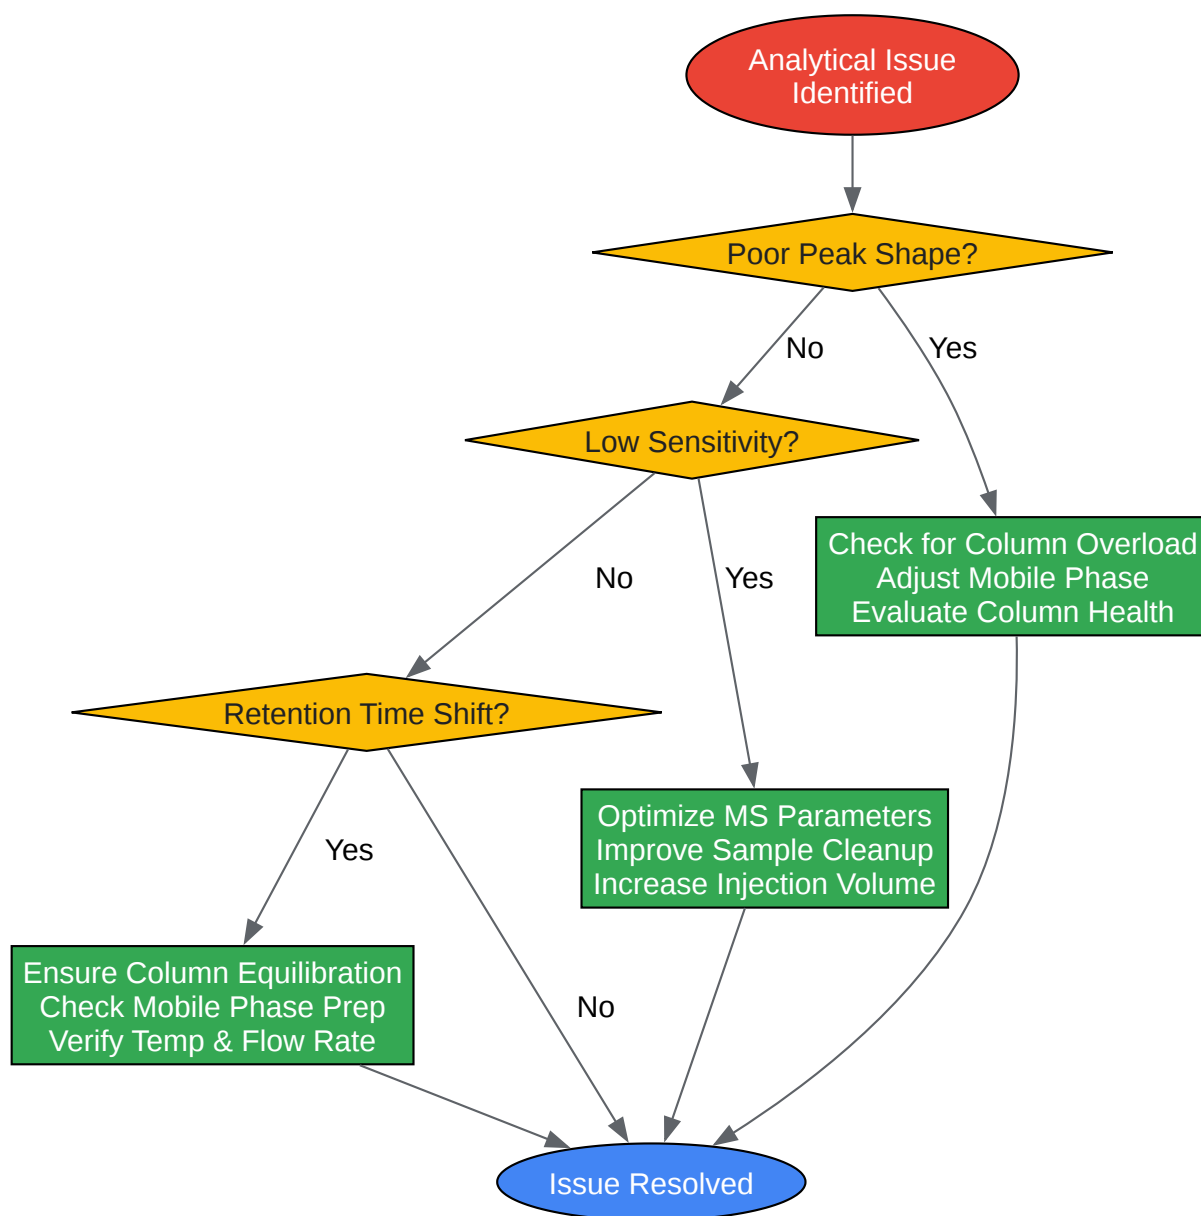 Analytical Issue
Identified
Poor Peak Shape?
No
Yes
Low Sensitivity?
Check for Column Overload
Adjust Mobile Phase
Evaluate Column Health
No
Yes
Retention Time Shift?
Optimize MS Parameters
Improve Sample Cleanup
Increase Injection Volume
Yes
Ensure Column Equilibration
Check Mobile Phase Prep
Verify Temp & Flow Rate
No
Issue Resolved